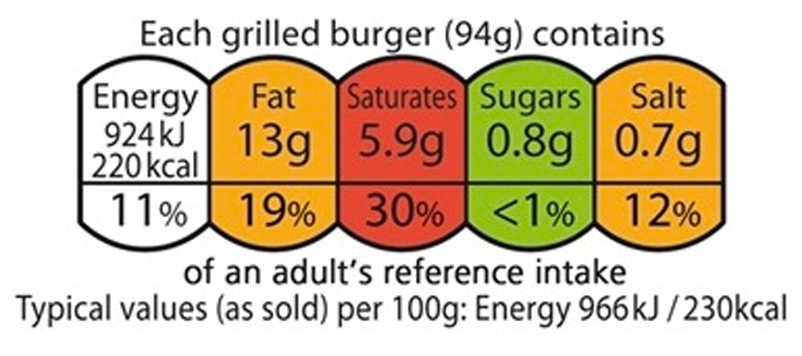 Each grilled burger (94g) contains
Energy Fat Saturates Sugars Salt
924kJ 13g 5.9g 0.8g 0.7g
220kcal
11% 19% 30% <1% 12%
of an adult's reference intake
Typical values (as sold) per 100g: Energy 966kJ / 230kcal